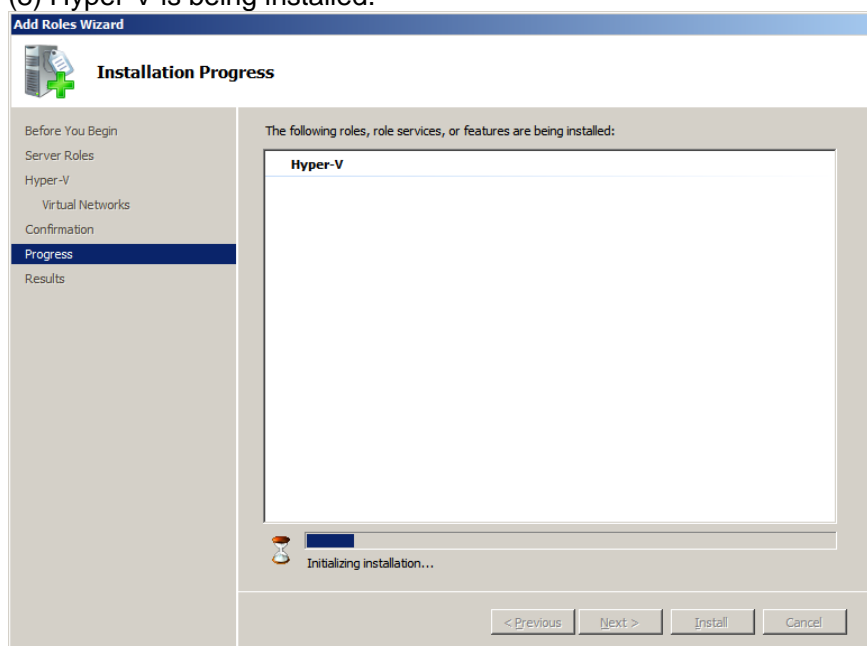 Hyper-V is being installed.
Add Roles Wizard
Installation Progress
Before You Begin
Server Roles
Hyper-V
Virtual Networks
Confirmation
Progress
Results
The following roles, role services, or features are being installed:
Hyper-V
Initializing installation...
< Previous
Next >
Install
Cancel